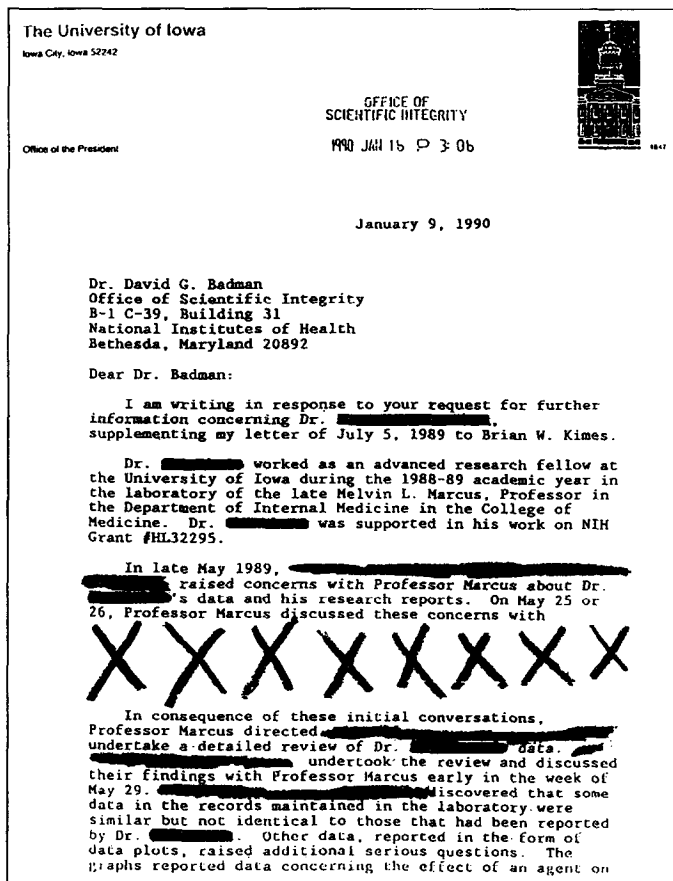 The University of Iowa
Iowa City, Iowa 52242
OFFICE OF
SCIENTIFIC INTEGRITY
Office of the President
1990 JAN 16 P 3:06
1847
January 9, 1990
Dr. David G. Badman
Office of Scientific Integrity
B-1 C-39, Building 31
National Institutes of Health
Bethesda, Maryland 20892
Dear Dr. Badman:
I am writing in response to your request for further
information concerning Dr. ,
supplementing my letter of July 5, 1989 to Brian W. Kimes.
Dr. worked as an advanced research fellow at
the University of Iowa during the 1988-89 academic year in
the laboratory of the late Melvin L. Marcus, Professor in
the Department of Internal Medicine in the College of
Medicine. Dr. was supported in his work on NIH
Grant #HL32295.
In late May 1989,
raised concerns with Professor Marcus about Dr.
's data and his research reports. On May 25 or
26, Professor Marcus discussed these concerns with
In consequence of these initial conversations,
Professor Marcus directed
undertake a detailed review of Dr. data.
undertook the review and discussed
their findings with Professor Marcus early in the week of
May 29. discovered that some
data in the records maintained in the laboratory were
similar but not identical to those that had been reported
by Dr. . Other data, reported in the form of
data plots, raised additional serious questions. The
graphs reported data concerning the effect of an agent on